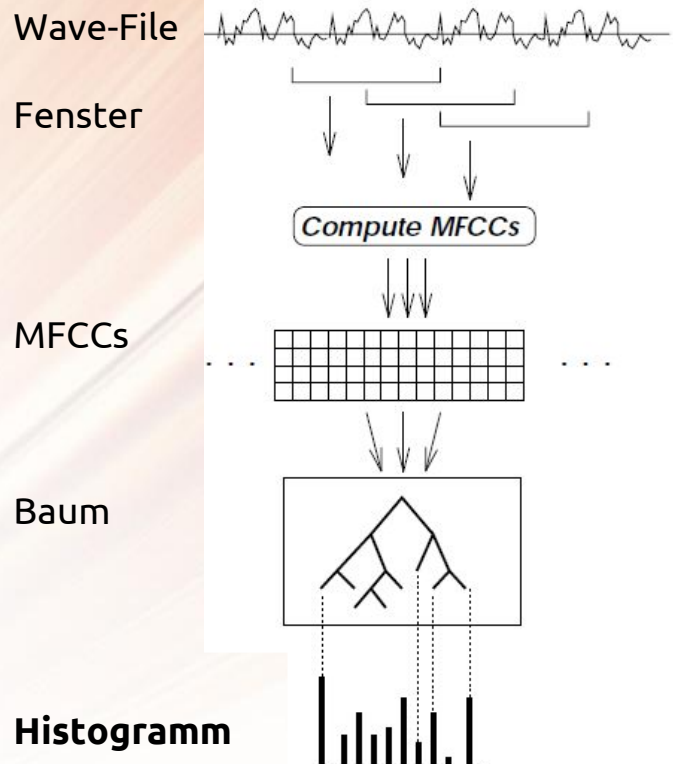 Wave-File
Fenster
Compute MFCCs
MFCCs
. . . . . .
Baum
Histogramm